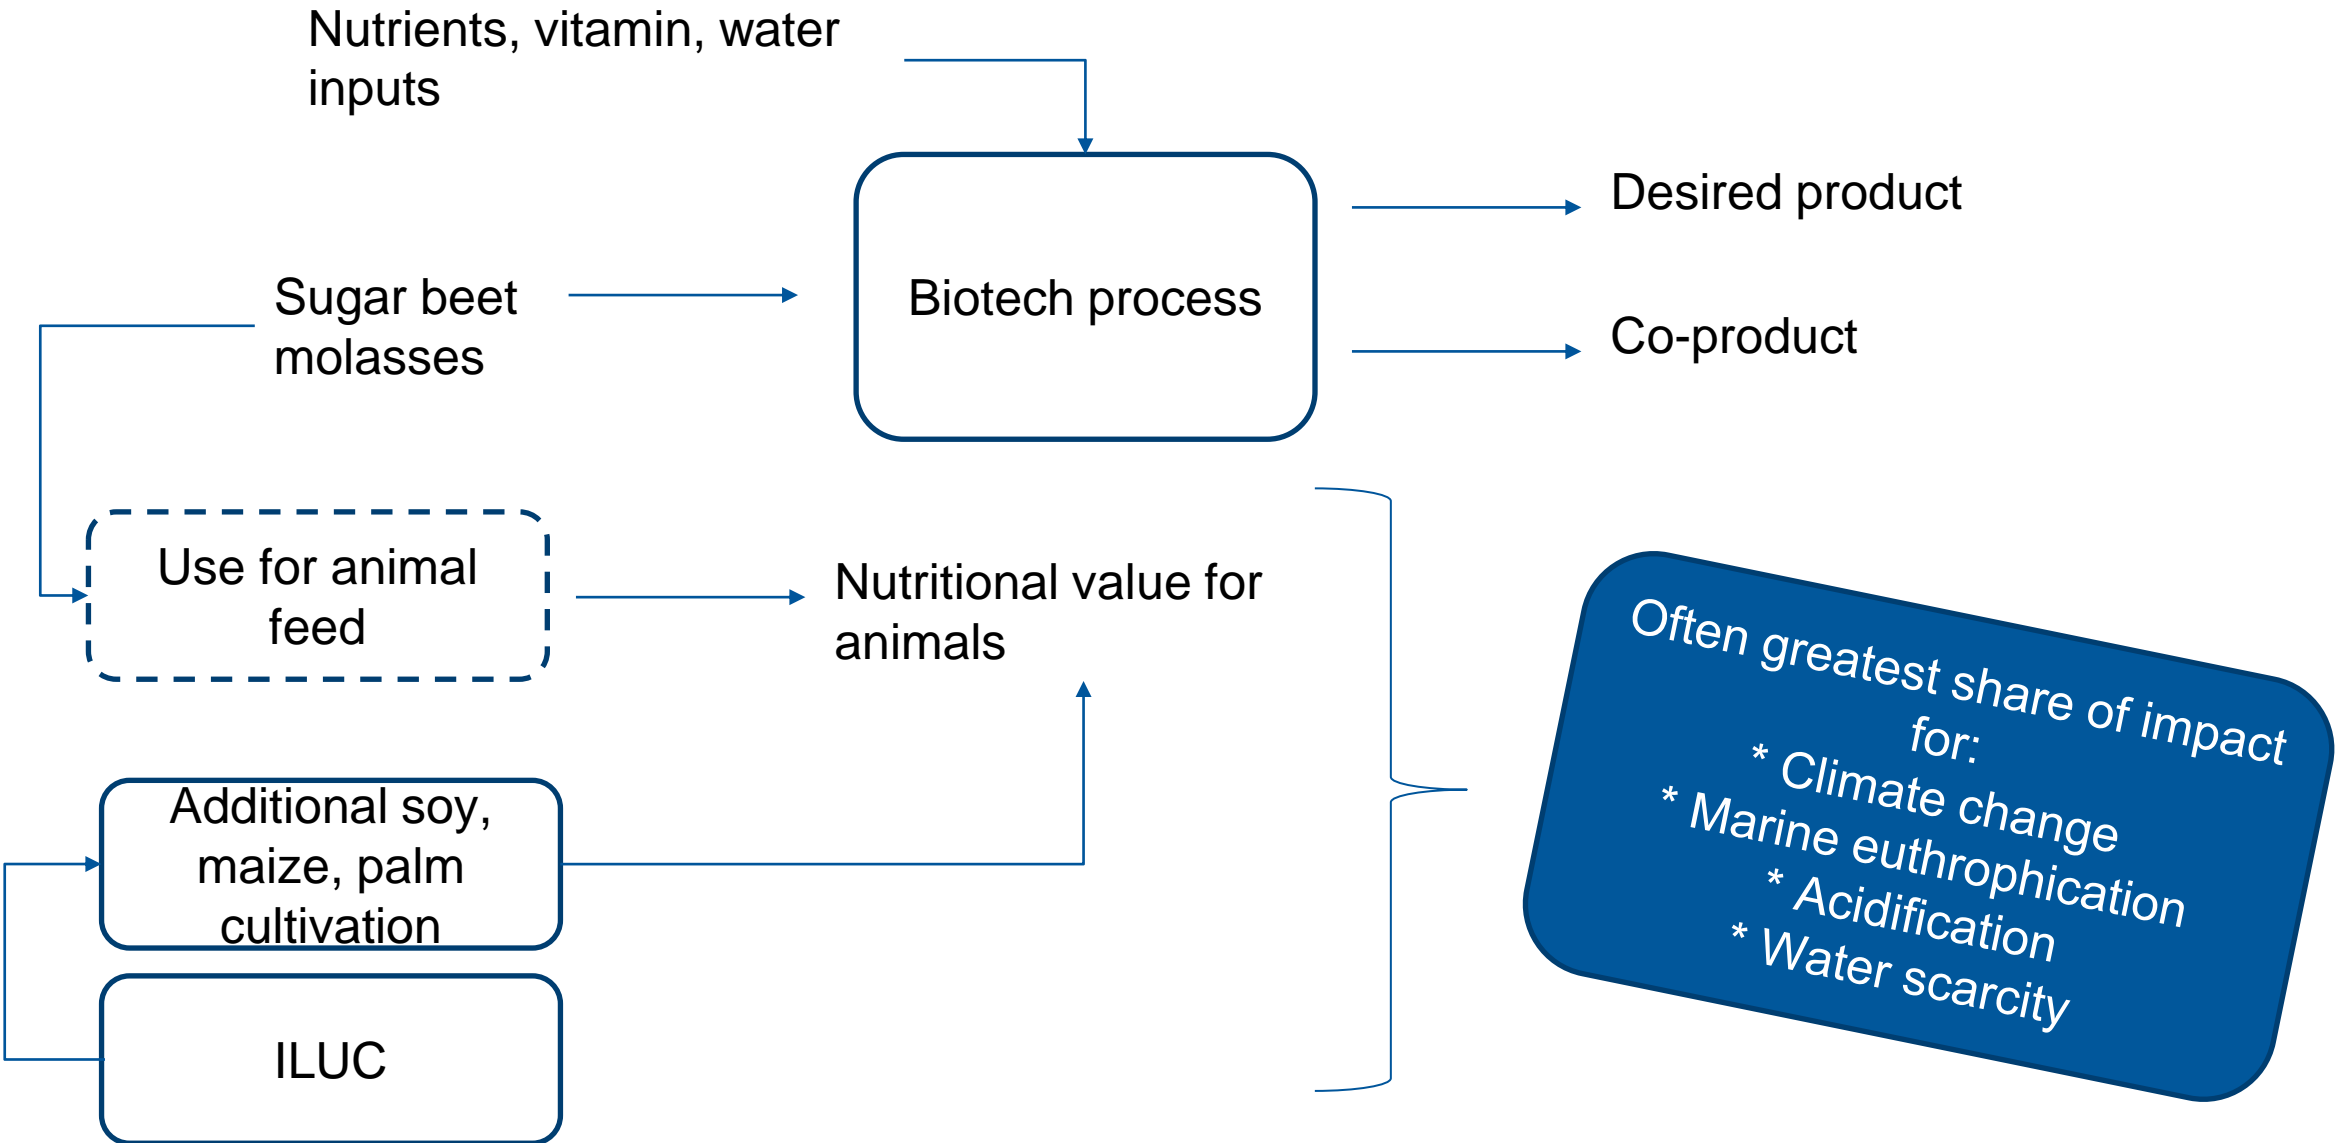 Nutrients, vitamin, water
inputs
Desired product
Sugar beet
molasses
Biotech process
Co-product
Use for animal
feed
Nutritional value for
animals
Often greatest share of impact
for:
* Climate change
* Marine euthrophication
* Acidification
* Water scarcity
Additional soy,
maize, palm
cultivation
ILUC